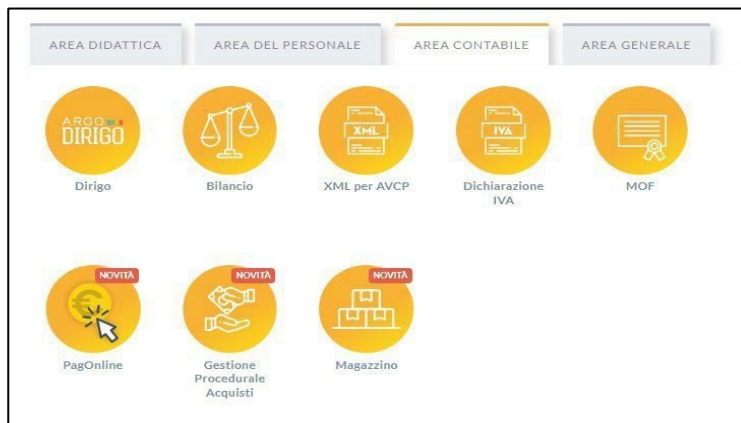 AREA DIDATTICA
AREA DEL PERSONALE
AREA CONTABILE
AREA GENERALE
ARGO
DIRIGO
XML
IVA
Dirigo
Bilancio
XML per AVCP
Dichiarazione
IVA
MOF
NOVITÀ
NOVITÀ
NOVITÀ
€
PagOnline
Gestione
Procedurale
Acquisti
Magazzino